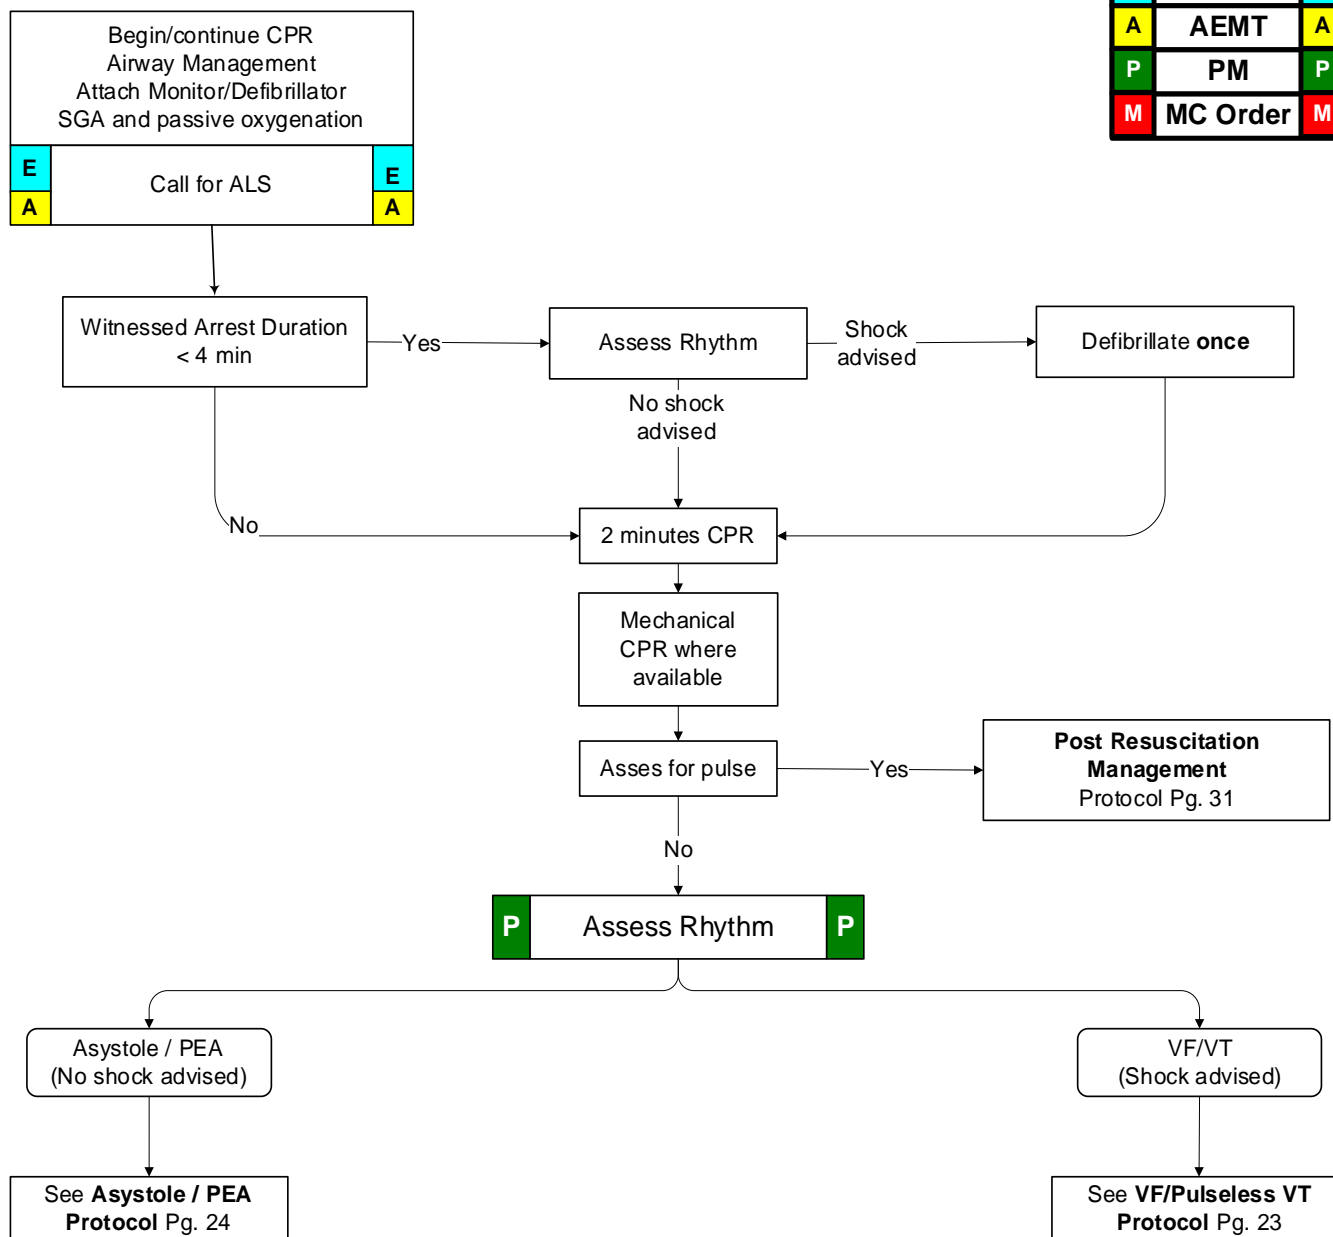 Begin/continue CPR
Airway Management
Attach Monitor/Defibrillator
SGA and passive oxygenation
E
Call for ALS
E
A
A
A
AEMT
A
P
PM
P
M
MC Order
M
Witnessed Arrest Duration
< 4 min
Yes
Assess Rhythm
Shock
advised
Defibrillate once
No shock
advised
No
2 minutes CPR
Mechanical
CPR where
available
Asses for pulse
Yes
Post Resuscitation
Management
Protocol Pg. 31
No
P
Assess Rhythm
P
Asystole / PEA
(No shock advised)
VF/VT
(Shock advised)
See Asystole / PEA
Protocol Pg. 24
See VF/Pulseless VT
Protocol Pg. 23